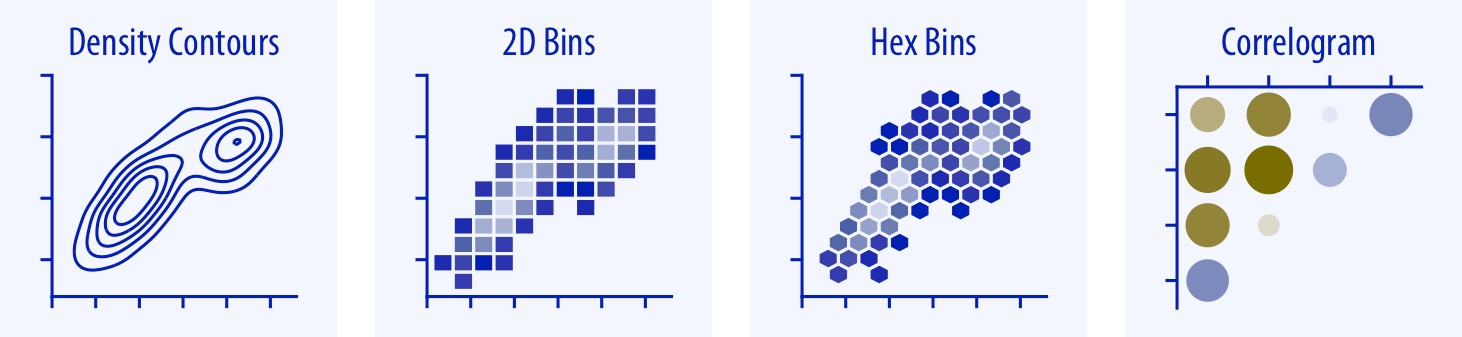 Density Contours
2D Bins
Hex Bins
Correlogram